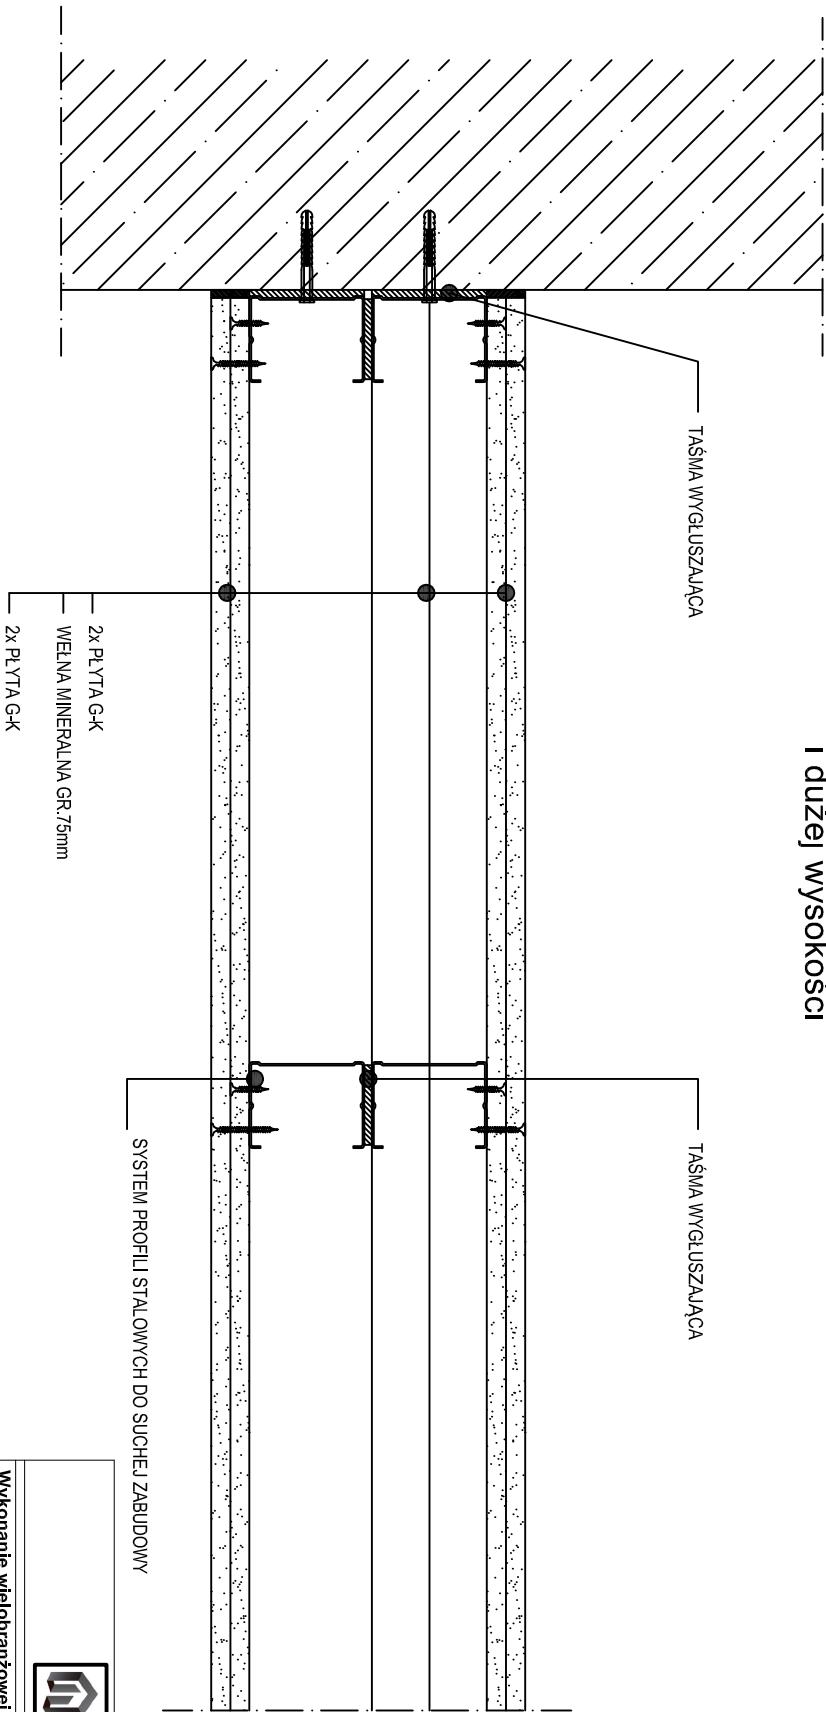 i dużej wysokości
TAŚMA WYGŁUSZAJĄCA
TAŚMA WYGŁUSZAJĄCA
2x PŁYTA G-K
WEŁNA MINERALNA GR.75mm
2x PŁYTA G-K
SYSTEM PROFILI STALOWYCH DO SUCHEJ ZABUDOWY
Wykonanie wielobranżowej